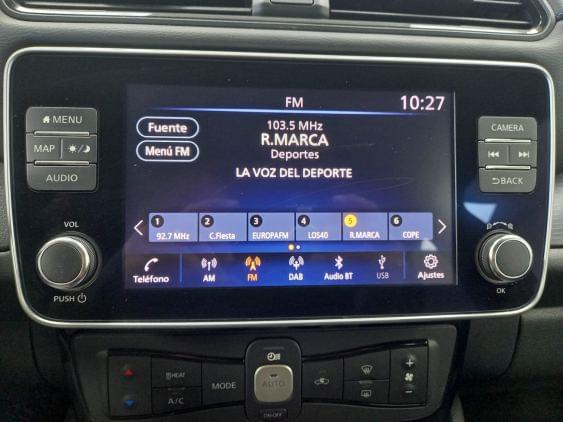 FM 10:27
MENU
MAP
AUDIO
VOL
PUSH
Fuente
Menú FM
103.5 MHz
R.MARCA
Deportes
LA VOZ DEL DEPORTE
1 2 3 4 5 6
92.7 MHz C.Fiesta EUROPAFM LOS40 R.MARCA COPE
Teléfono AM FM DAB Audio BT USB Ajustes
CAMERA
BACK
OK
HEAT
A/C
MODE
AUTO
ON·OFF
+
-